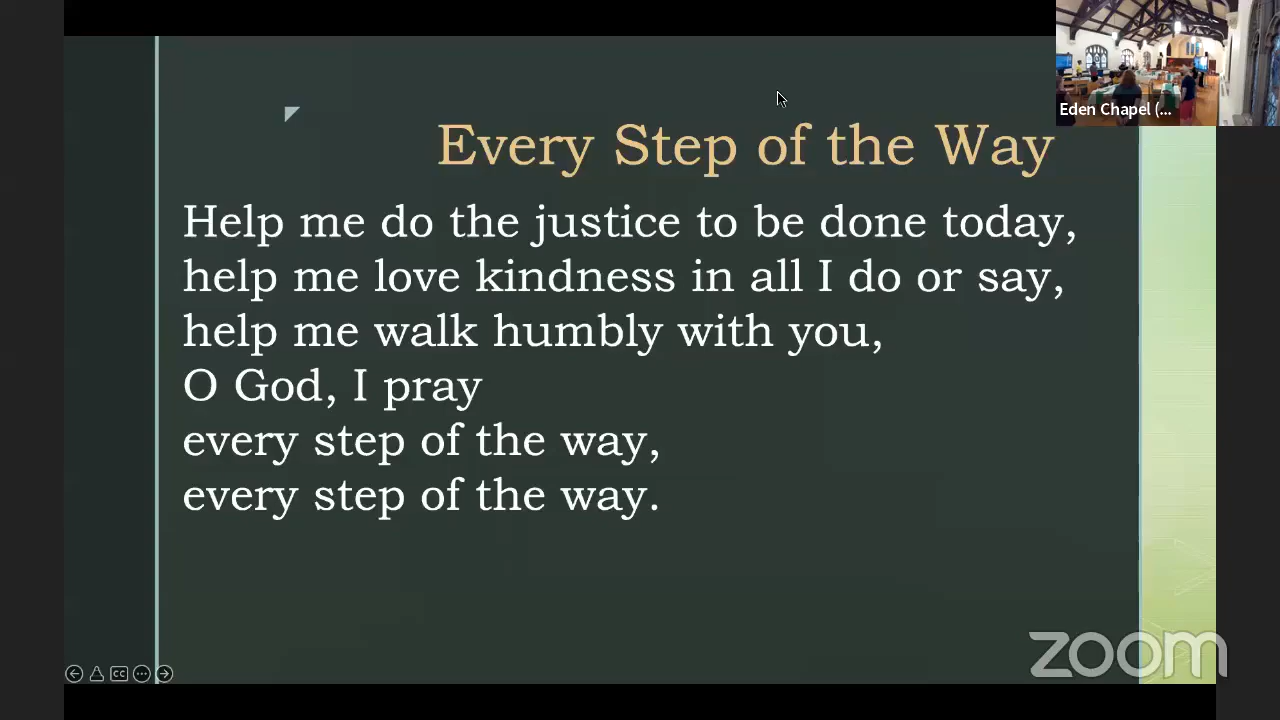 Eden Chapel (...
Every Step of the Way
Help me do the justice to be done today,
help me love kindness in all I do or say,
help me walk humbly with you,
O God, I pray
every step of the way,
every step of the way.
CC
zoom